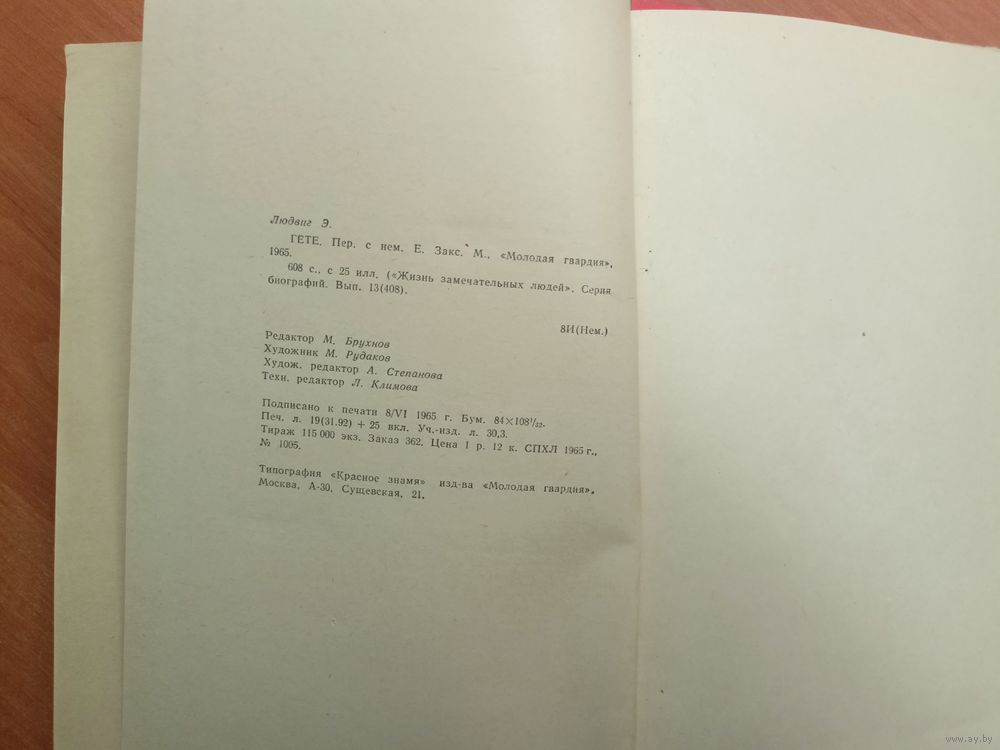 Людвиг Э.
ГЕТЕ. Пер. с нем. Е. Закс. М., «Молодая гвардия»,
1965.
608 с., с 25 илл. («Жизнь замечательных людей». Серия
биографий. Вып. 13(408).
8И(Нем.)
Редактор М. Брухнов
Художник М. Рудаков
Худож. редактор А. Степанова
Техн. редактор Л. Климова
Подписано к печати 8/VI 1965 г. Бум. 84×108¹/₃₂.
Печ. л. 19(31.92) + 25 вкл. Уч.-изд. л. 30,3.
Тираж 115 000 экз. Заказ 362. Цена 1 р. 12 к. СПХЛ 1965 г.,
№ 1005.
Типография «Красное знамя» изд-ва «Молодая гвардия».
Москва, А-30, Сущевская, 21.
www.ay.by